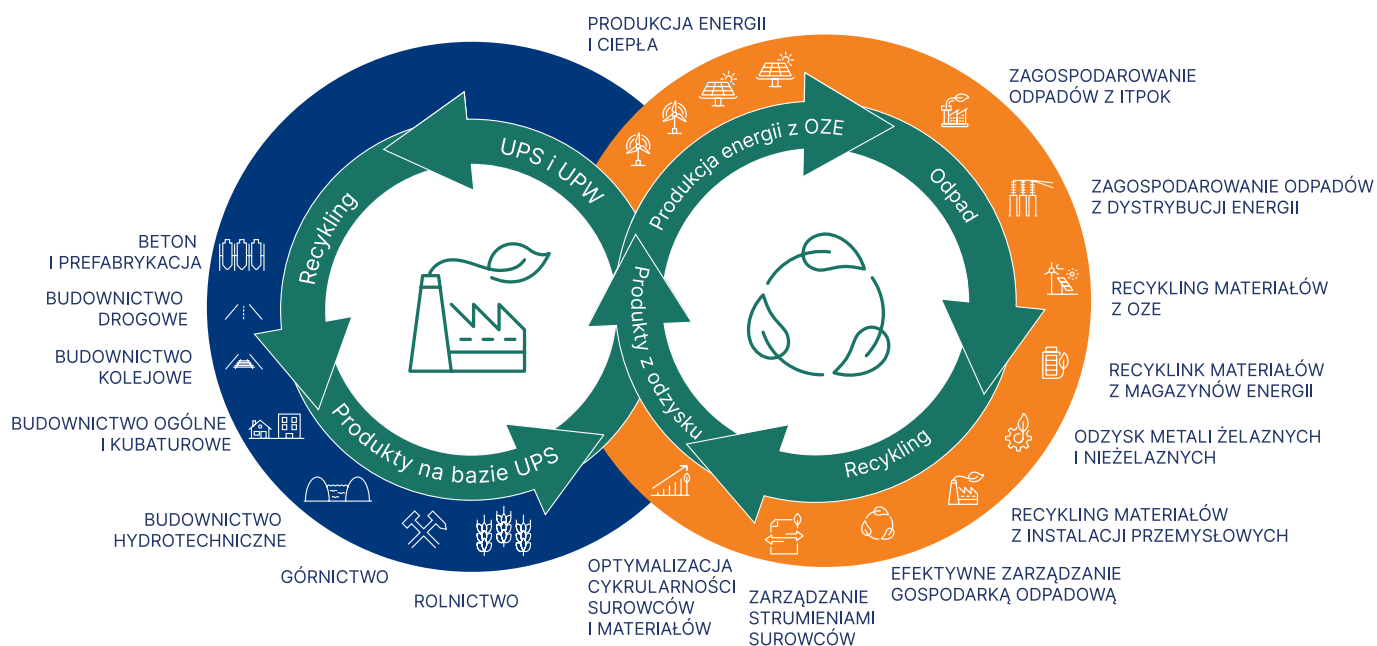 PRODUKCJA ENERGII
I CIEPŁA
ZAGOSPODAROWANIE
ODPADÓW Z ITPOK
ZAGOSPODAROWANIE ODPADÓW
Z DYSTRYBUCJI ENERGII
RECYKLING MATERIAŁÓW
Z OZE
RECYKLINK MATERIAŁÓW
Z MAGAZYNÓW ENERGII
ODZYSK METALI ŻELAZNYCH
I NIEŻELAZNYCH
RECYKLING MATERIAŁÓW
Z INSTALACJI PRZEMYSŁOWYCH
EFEKTYWNE ZARZĄDZANIE
GOSPODARKĄ ODPADOWĄ
ZARZĄDZANIE
STRUMIENIAMI
SUROWCÓW
OPTYMALIZACJA
CYKRULARNOŚCI
SUROWCÓW
I MATERIAŁÓW
ROLNICTWO
GÓRNICTWO
BUDOWNICTWO
HYDROTECHNICZNE
BUDOWNICTWO OGÓLNE
I KUBATUROWE
BUDOWNICTWO
KOLEJOWE
BUDOWNICTWO
DROGOWE
BETON
I PREFABRYKACJA
UPS i UPW
Recykling
Produkty na bazie UPS
Produkty z odzysku
Produkcja energii z OZE
Odpad
Recykling